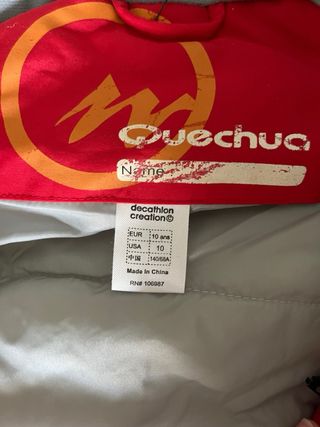 Quechua
Name
decathlon
creation©
EUR 10 ans
USA 10
中国 140/68A
Made in China
RN# 106987